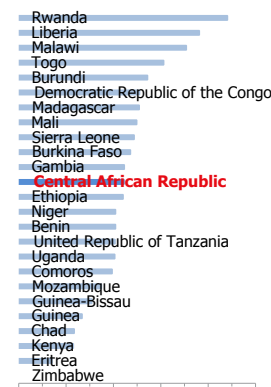 Rwanda
Liberia
Malawi
Togo
Burundi
Democratic Republic of the Congo
Madagascar
Mali
Sierra Leone
Burkina Faso
Gambia
Central African Republic
Ethiopia
Niger
Benin
United Republic of Tanzania
Uganda
Comoros
Mozambique
Guinea-Bissau
Guinea
Chad
Kenya
Eritrea
Zimbabwe